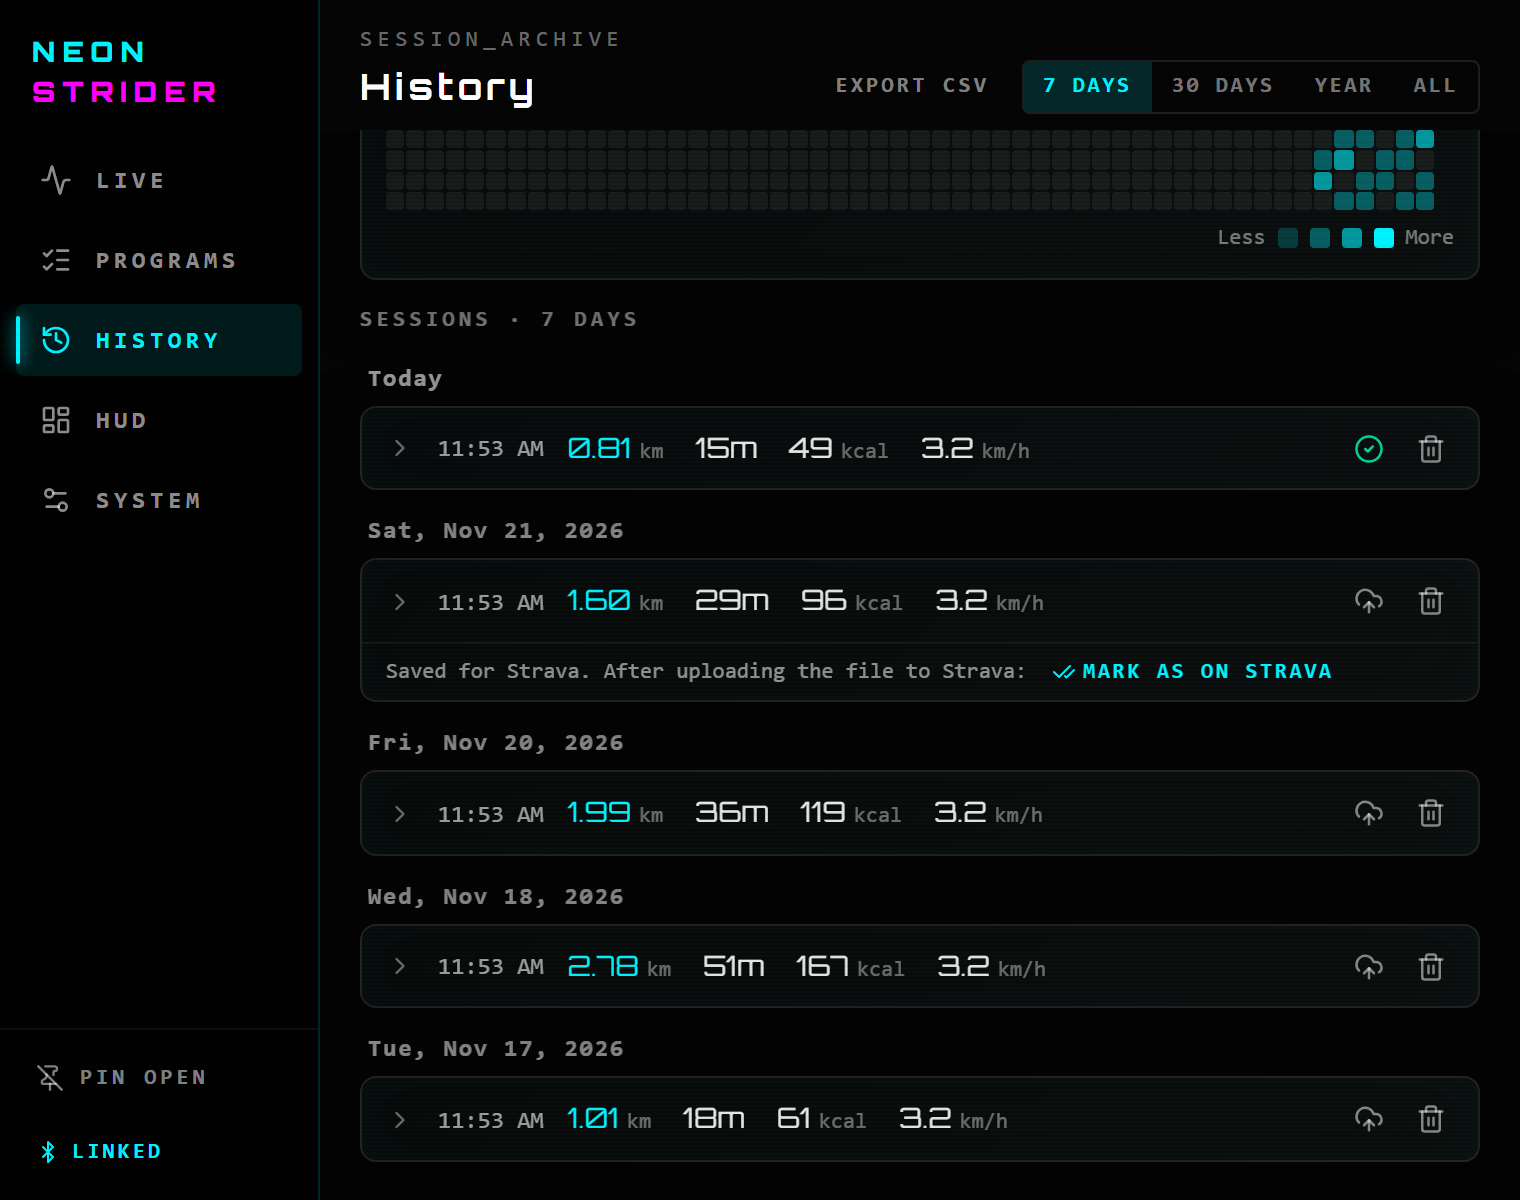 NEON
STRIDER
LIVE
PROGRAMS
HISTORY
HUD
SYSTEM
PIN OPEN
LINKED
SESSION_ARCHIVE
History
EXPORT CSV 7 DAYS 30 DAYS YEAR ALL
Less More
SESSIONS · 7 DAYS
Today
11:53 AM 0.81 km 15m 49 kcal 3.2 km/h
Sat, Nov 21, 2026
11:53 AM 1.60 km 29m 96 kcal 3.2 km/h
Saved for Strava. After uploading the file to Strava: MARK AS ON STRAVA
Fri, Nov 20, 2026
11:53 AM 1.99 km 36m 119 kcal 3.2 km/h
Wed, Nov 18, 2026
11:53 AM 2.78 km 51m 167 kcal 3.2 km/h
Tue, Nov 17, 2026
11:53 AM 1.01 km 18m 61 kcal 3.2 km/h